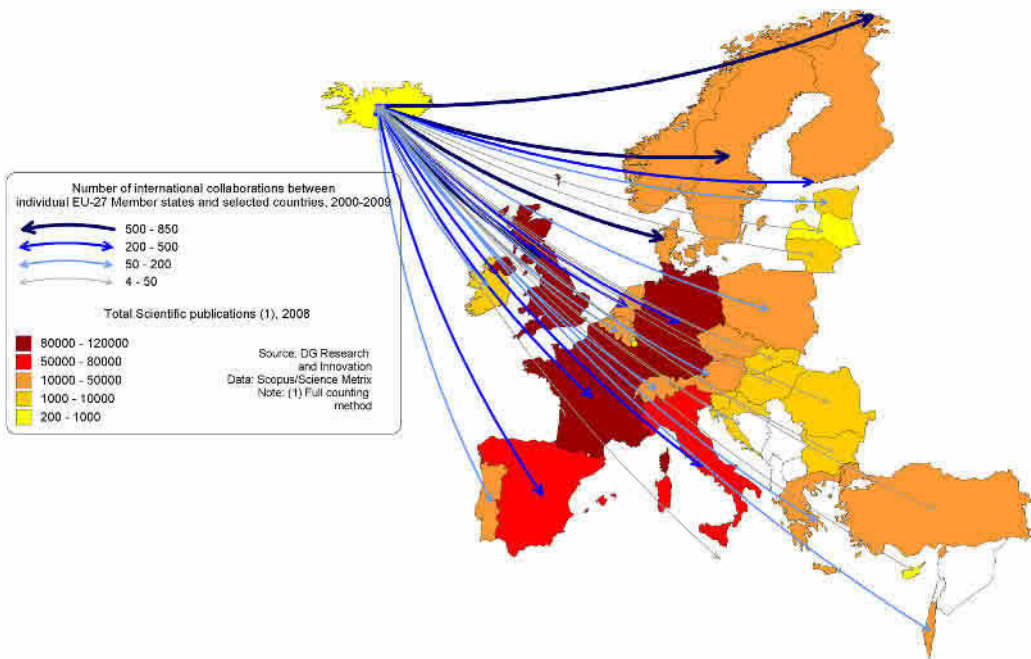 Number of international collaborations between
individual EU-27 Member states and selected countries, 2000-2009
500 - 850
200 - 500
50 - 200
4 - 50
Total Scientific publications (1), 2008
80000 - 120000
50000 - 80000
10000 - 50000
1000 - 10000
200 - 1000
Source: DG Research
and Innovation
Data: Scopus/Science Metrix
Note: (1) Full counting
method